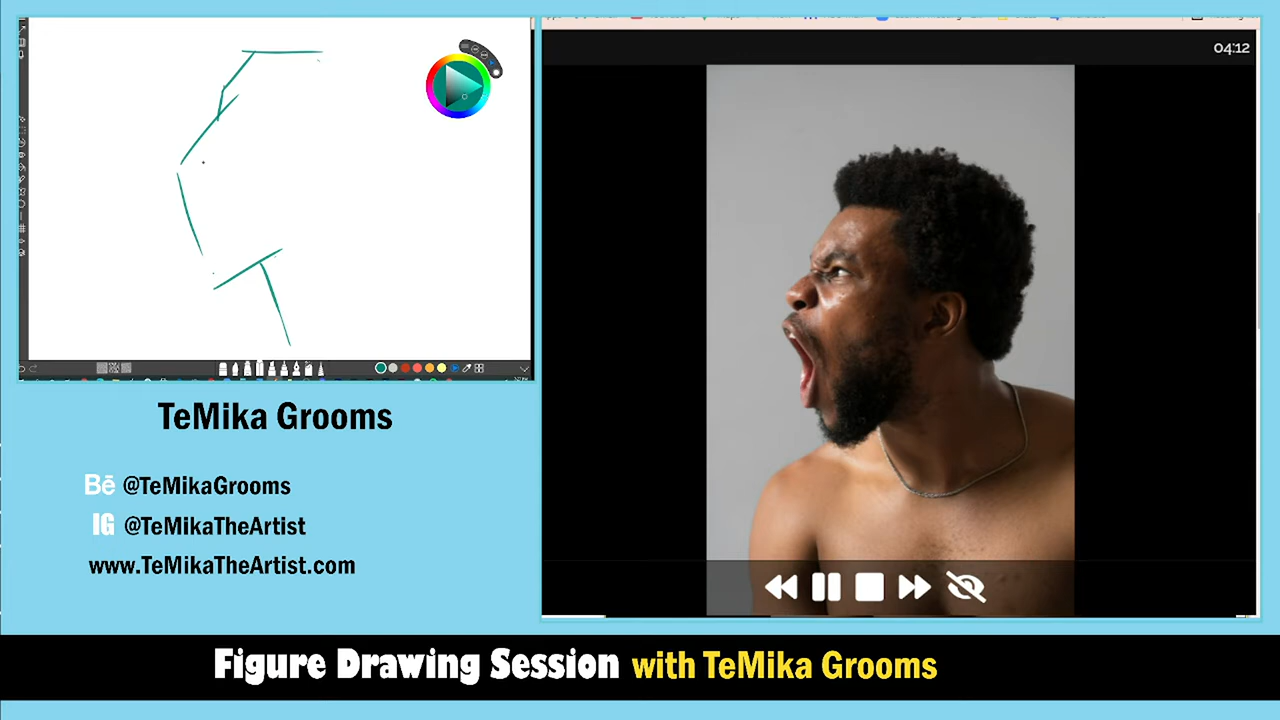 04:12
TeMika Grooms
Bē @TeMikaGrooms
IG @TeMikaTheArtist
www.TeMikaTheArtist.com
Figure Drawing Session with TeMika Grooms